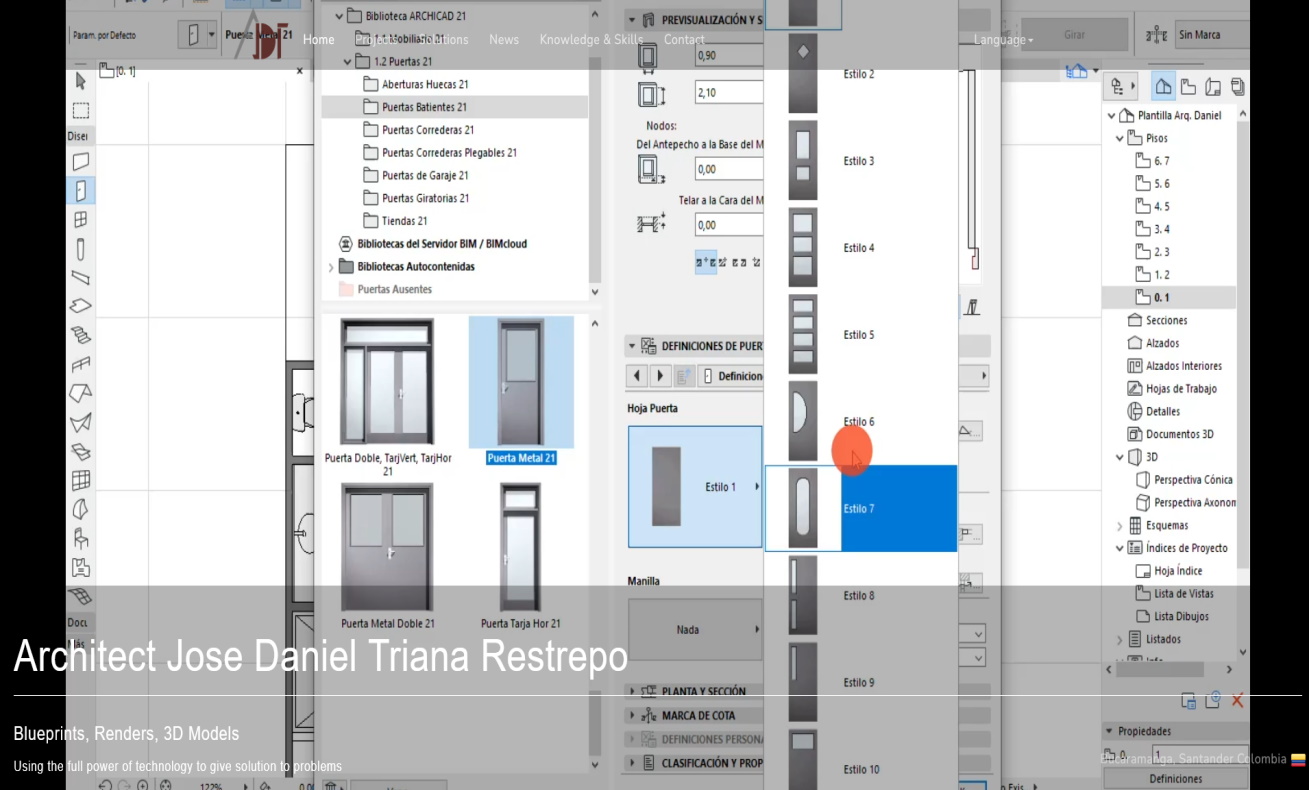 Param. por Defecto
Puerta Metal 21
Home
Projects
Solutions
News
Knowledge & Skills
Contact
Language
Girar
Sin Marca
[0. 1]
Diseñ
Docu
Más
122%
Biblioteca ARCHICAD 21
1.1 Mobiliario 21
1.2 Puertas 21
Aberturas Huecas 21
Puertas Batientes 21
Puertas Correderas 21
Puertas Correderas Plegables 21
Puertas de Garaje 21
Puertas Giratorias 21
Tiendas 21
Bibliotecas del Servidor BIM / BIMcloud
Bibliotecas Autocontenidas
Puertas Ausentes
Puerta Doble, TarjVert, TarjHor
21
Puerta Metal 21
Puerta Metal Doble 21
Puerta Tarja Hor 21
PREVISUALIZACIÓN Y S
0,90
2,10
Nodos:
Del Antepecho a la Base del M
0,00
Telar a la Cara del M
0,00
DEFINICIONES DE PUER
Definicion
Hoja Puerta
Estilo 1
Manilla
Nada
PLANTA Y SECCIÓN
MARCA DE COTA
DEFINICIONES PERSONA
CLASIFICACIÓN Y PROP
Estilo 2
Estilo 3
Estilo 4
Estilo 5
Estilo 6
Estilo 7
Estilo 8
Estilo 9
Estilo 10
Plantilla Arq. Daniel
Pisos
6. 7
5. 6
4. 5
3. 4
2. 3
1. 2
0. 1
Secciones
Alzados
Alzados Interiores
Hojas de Trabajo
Detalles
Documentos 3D
3D
Perspectiva Cónica
Perspectiva Axonom
Esquemas
Índices de Proyecto
Hoja Índice
Lista de Vistas
Lista Dibujos
Listados
Info
Propiedades
0.
1
Definiciones
Architect Jose Daniel Triana Restrepo
Blueprints, Renders, 3D Models
Using the full power of technology to give solution to problems
Bucaramanga, Santander Colombia